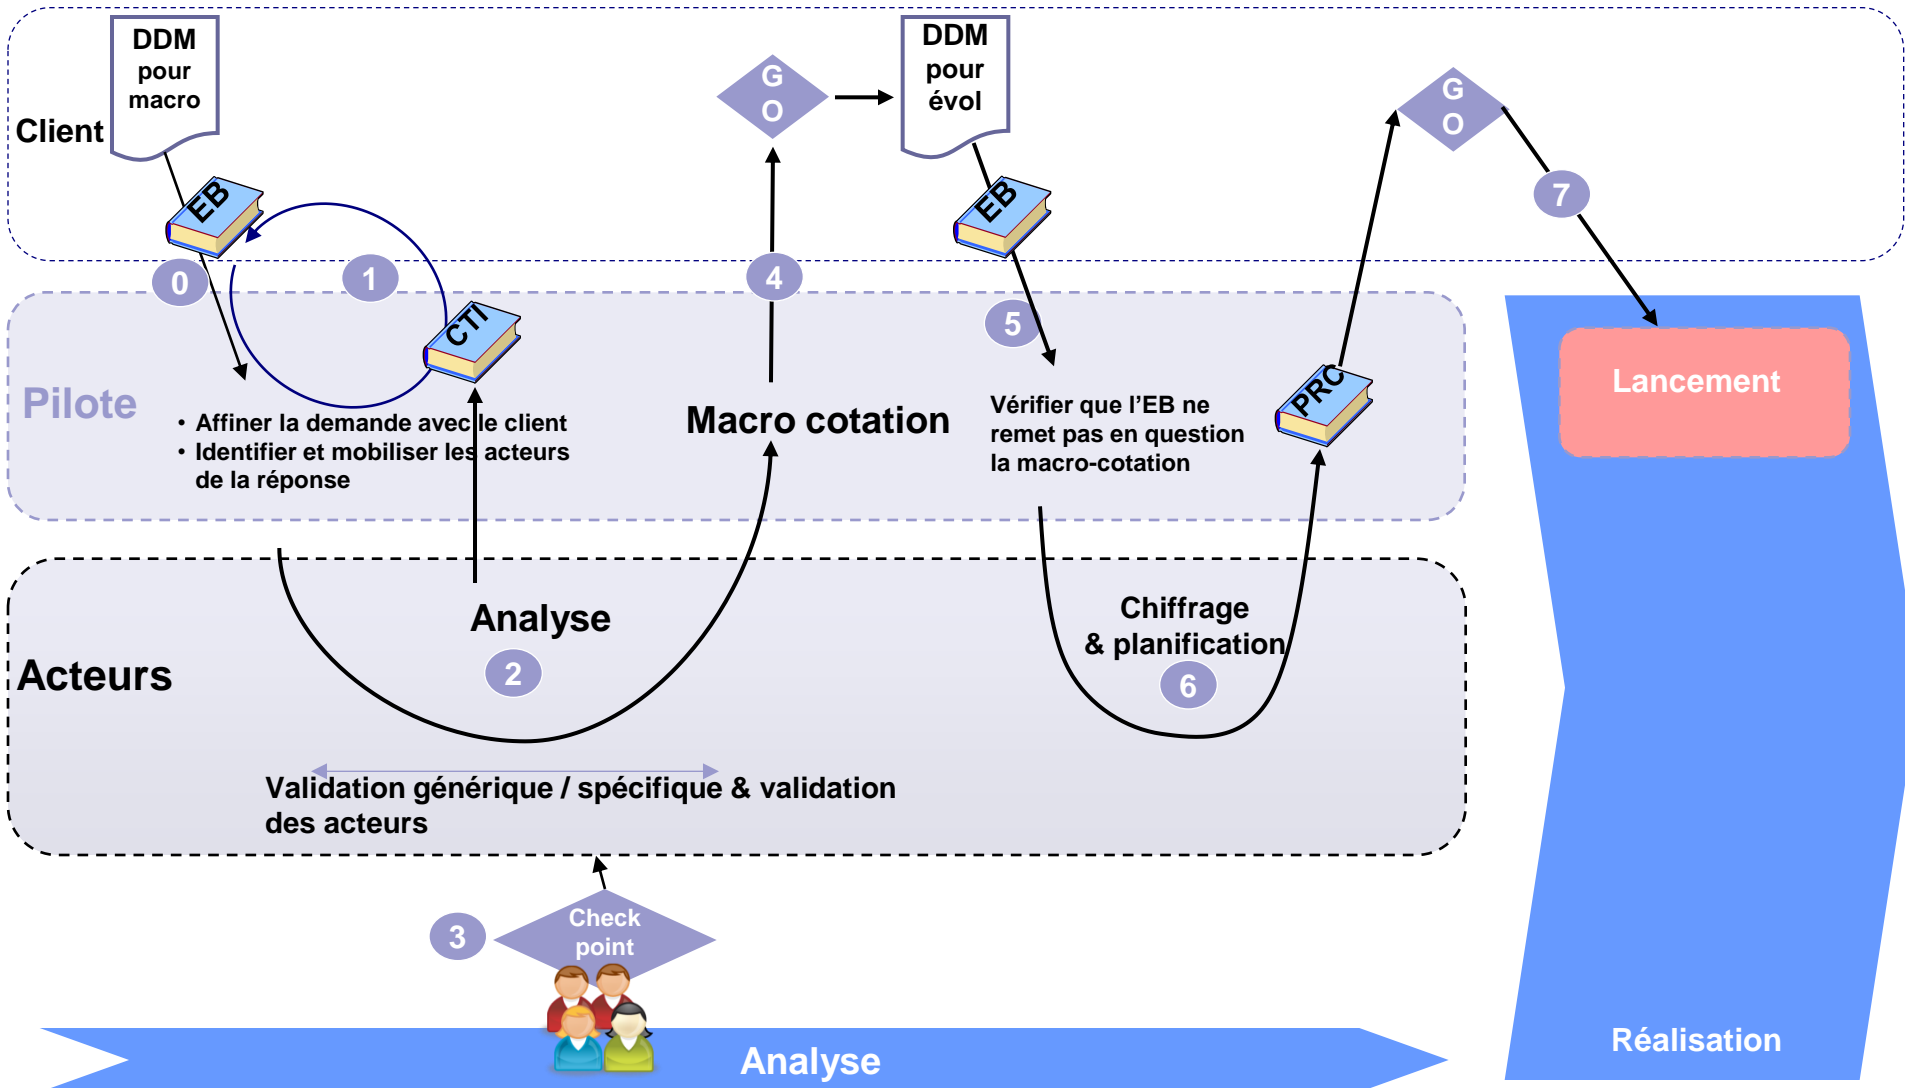 DDM
pour
macro
G
O
DDM
pour
évol
G
O
Client
EB
EB
7
0
1
4
5
CTI
Pilote
• Affiner la demande avec le client
• Identifier et mobiliser les acteurs
de la réponse
Macro cotation
Vérifier que l’EB ne
remet pas en question
la macro-cotation
PRC
Lancement
Acteurs
Analyse
2
Chiffrage
& planification
6
Validation générique / spécifique & validation
des acteurs
3
Check
point
Analyse
Réalisation